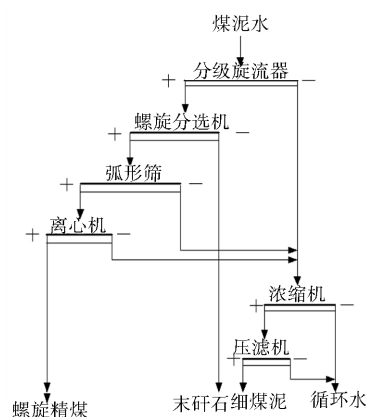 煤泥水
+ 分级旋流器 −
+ 螺旋分选机 −
+ 弧形筛 −
+ 离心机 −
+ 浓缩机 −
+ 压滤机 −
螺旋精煤 末矸石 细煤泥 循环水